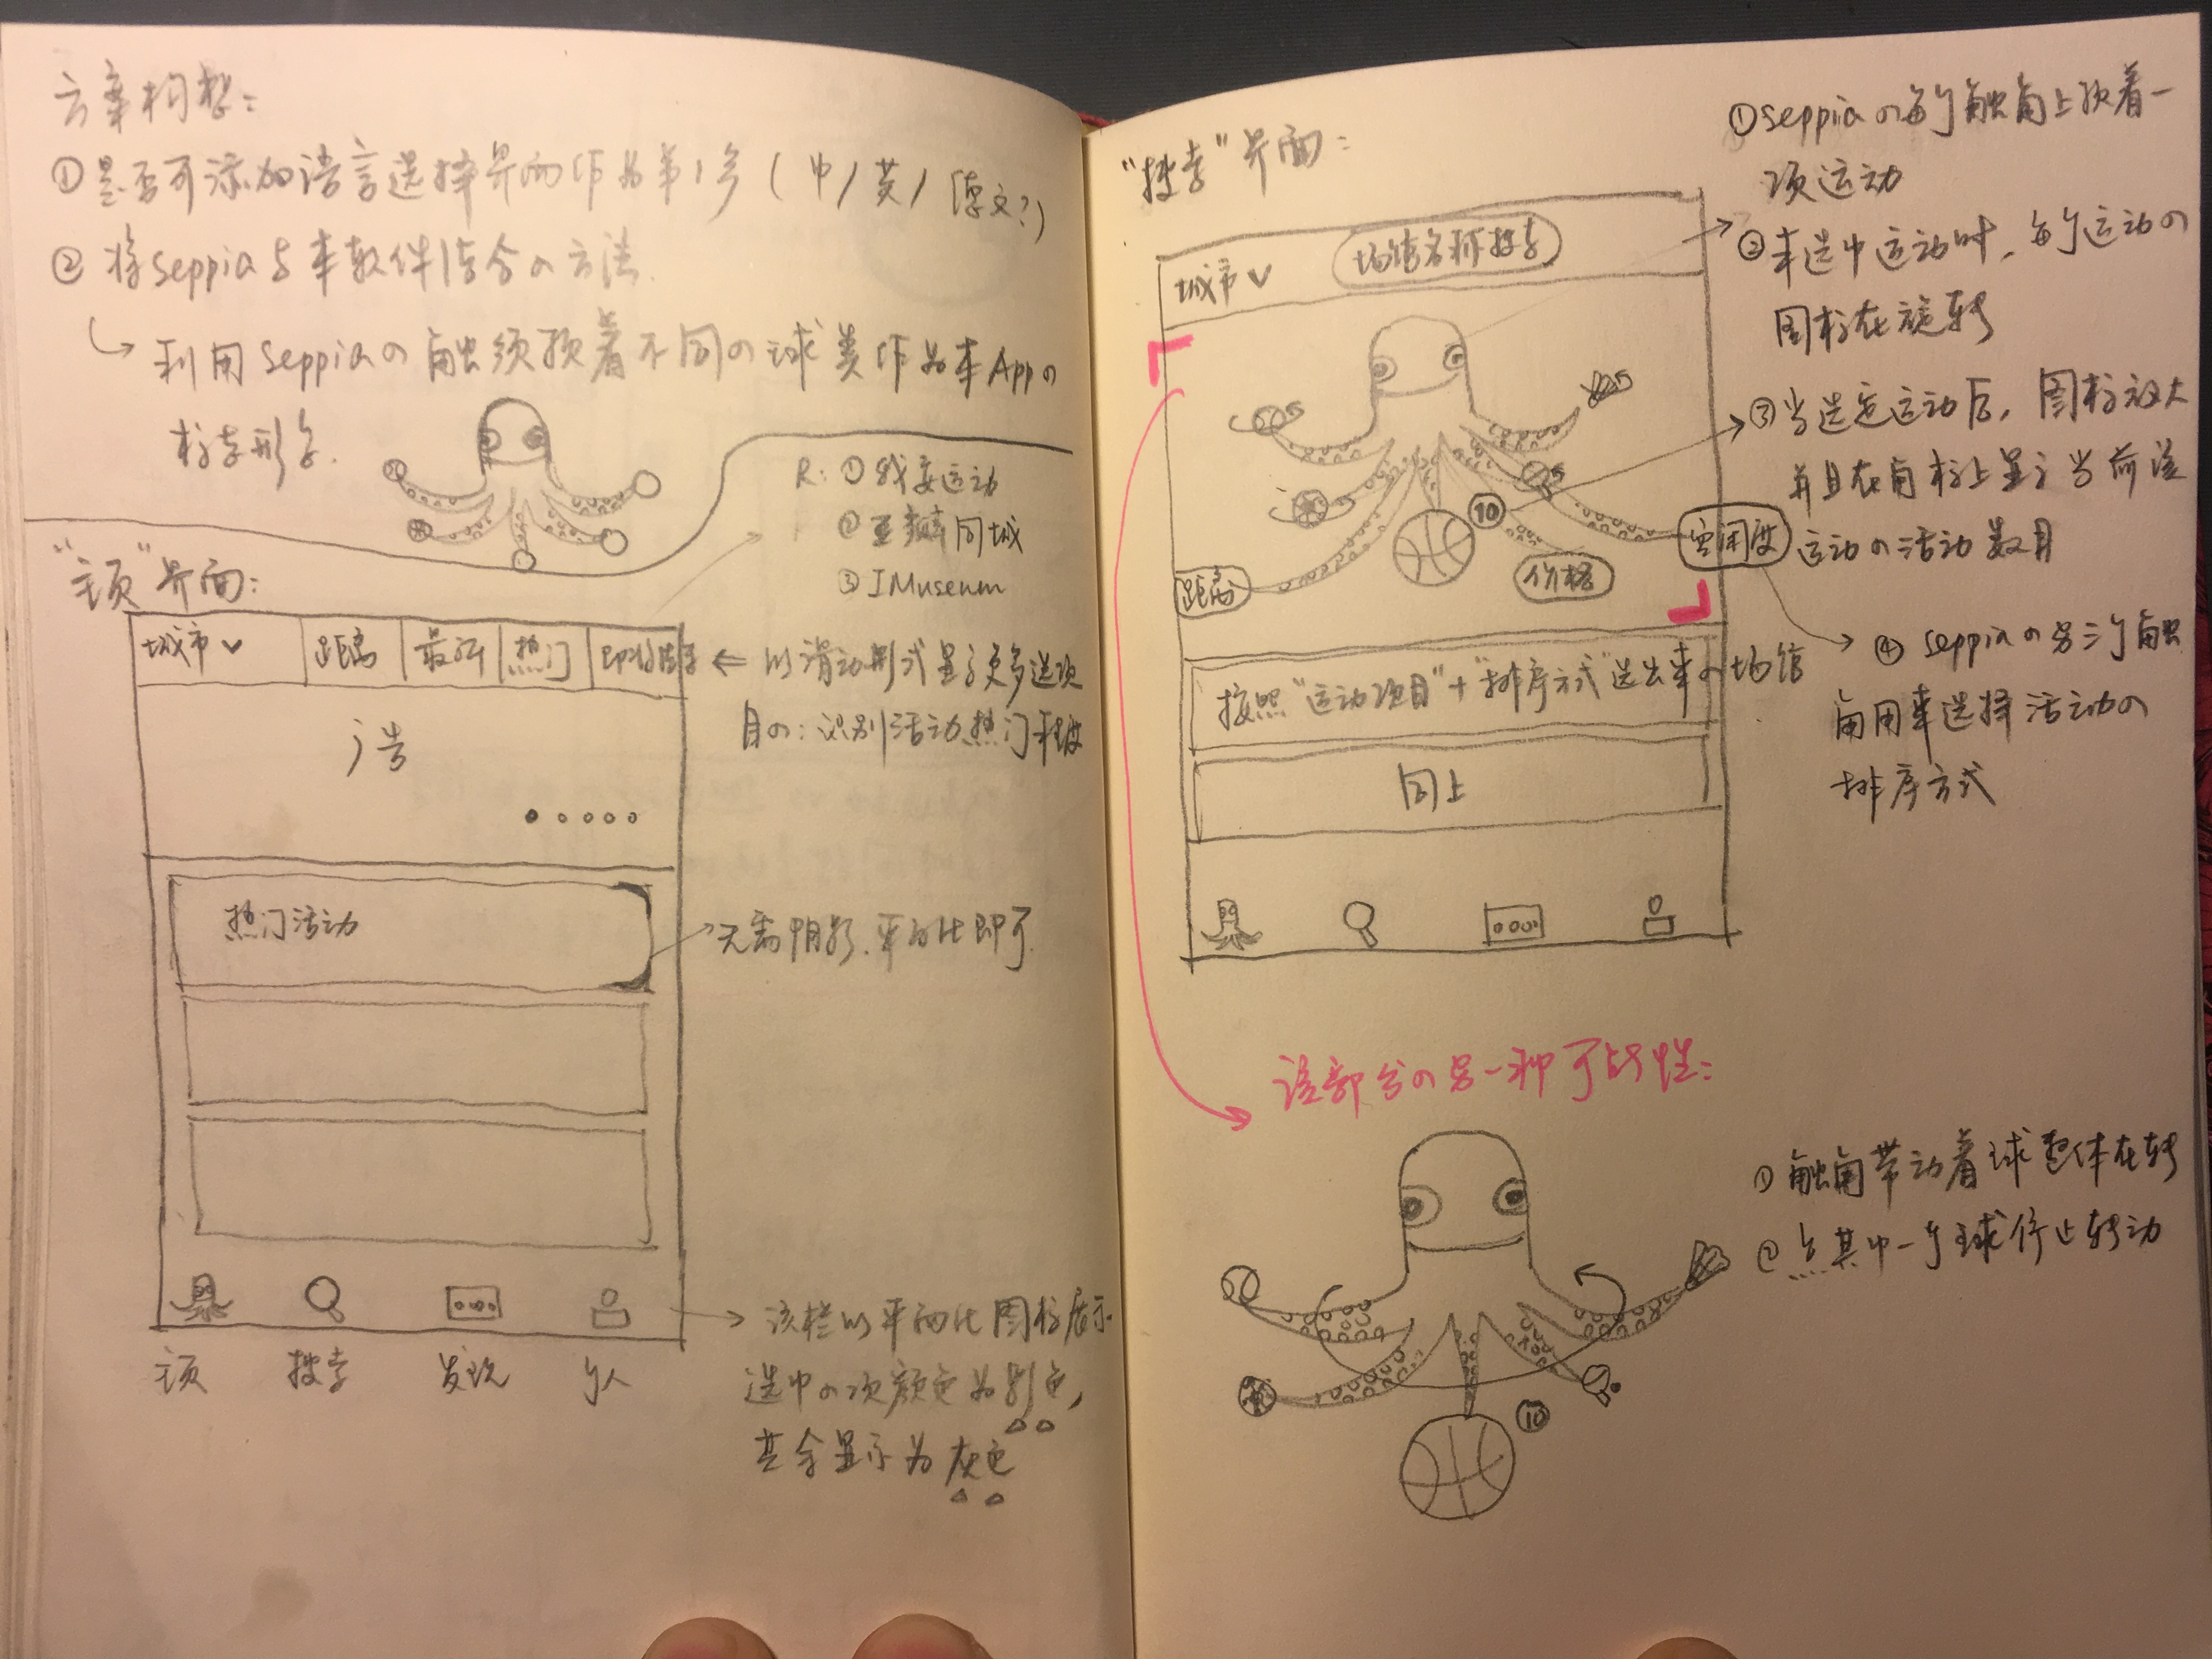 方案构想：
①是否可添加语言选择界面作为第1步（中/英/德文？）
②将seppia与本软件结合の方法.
利用seppiaの触须顶着不同の球类作为本Appの
标志形象.
R：①我要运动
②豆瓣同城
③IMuseum
“主页”界面：
城市∨ 距离 最新 热门 即将结束
⇐ 以滑动形式显示更多选项
目の：识别活动热门程度
广告
热门活动
无需阴影.平面化即可.
主页 搜索 发现 个人
该栏以平面化图标展示.
选中の项颜色为彩色,
其余显示为灰色
“搜索”界面：
城市∨ 场馆名称搜索
10
距离 价格 空闲度
按照“运动项目”+“排序方式”选出来の场馆
同上
①seppiaの每个触角上顶着一
项运动
②未选中运动时，每个运动の
图标在旋转
③当选定运动后，图标放大
并且在角标上显示当前该
运动の活动数目
④seppiaの另三个触
角用来选择活动の
排序方式
该部分の另一种可能性：
①触角带动着球整体在转
②点其中一个球停止转动
10